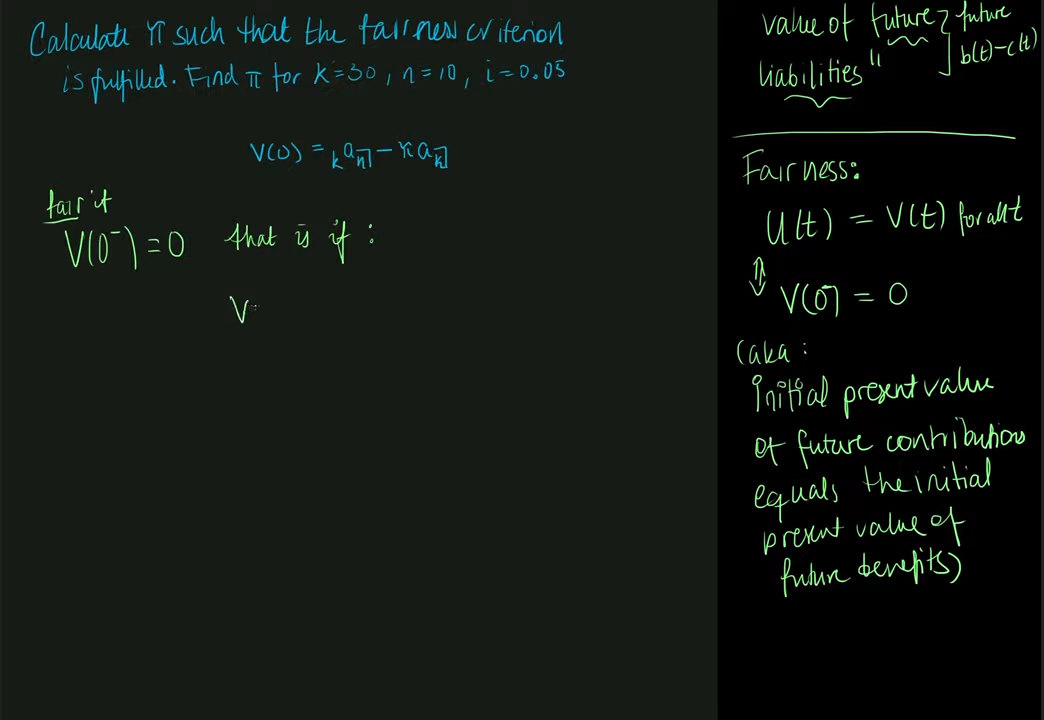 Calculate π such that the fairness criterion
is fulfilled. Find π for k=30, n=10, i=0.05
V(0) = ₖa_n⌉ − πa_k⌉
fair if
V(0⁻) = 0 that is if :
V
value of future } future
liabilities" b(t)-c(t)
Fairness:
U(t) = V(t) for all t
⇕ V(0⁻) = 0
(aka :
Initial present value
of future contributions
equals the initial
present value of
future benefits)